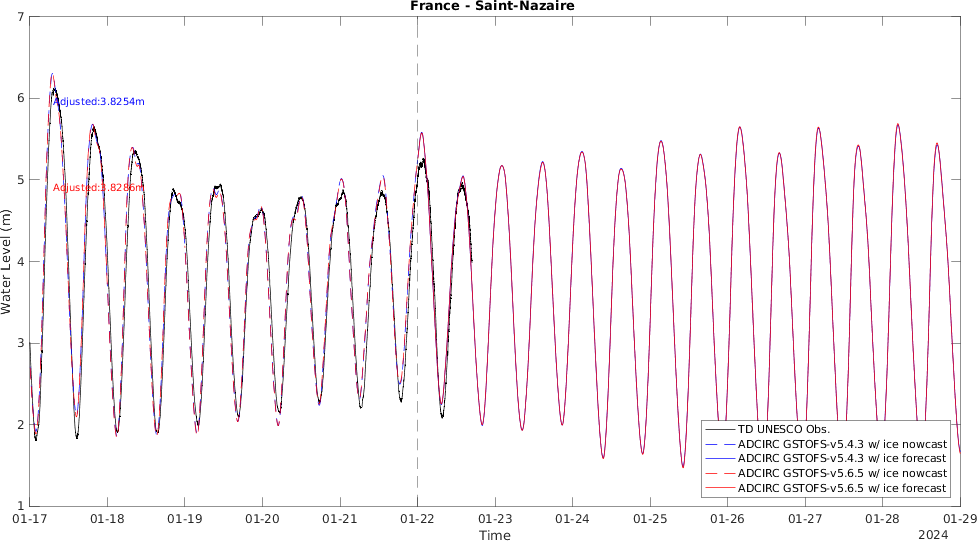 France - Saint-Nazaire
7
6
5
4
3
2
1
Water Level (m)
Adjusted:3.8254m
Adjusted:3.8286m
TD UNESCO Obs.
ADCIRC GSTOFS-v5.4.3 w/ ice nowcast
ADCIRC GSTOFS-v5.4.3 w/ ice forecast
ADCIRC GSTOFS-v5.6.5 w/ ice nowcast
ADCIRC GSTOFS-v5.6.5 w/ ice forecast
01-17 01-18 01-19 01-20 01-21 01-22 01-23 01-24 01-25 01-26 01-27 01-28 01-29
Time
2024